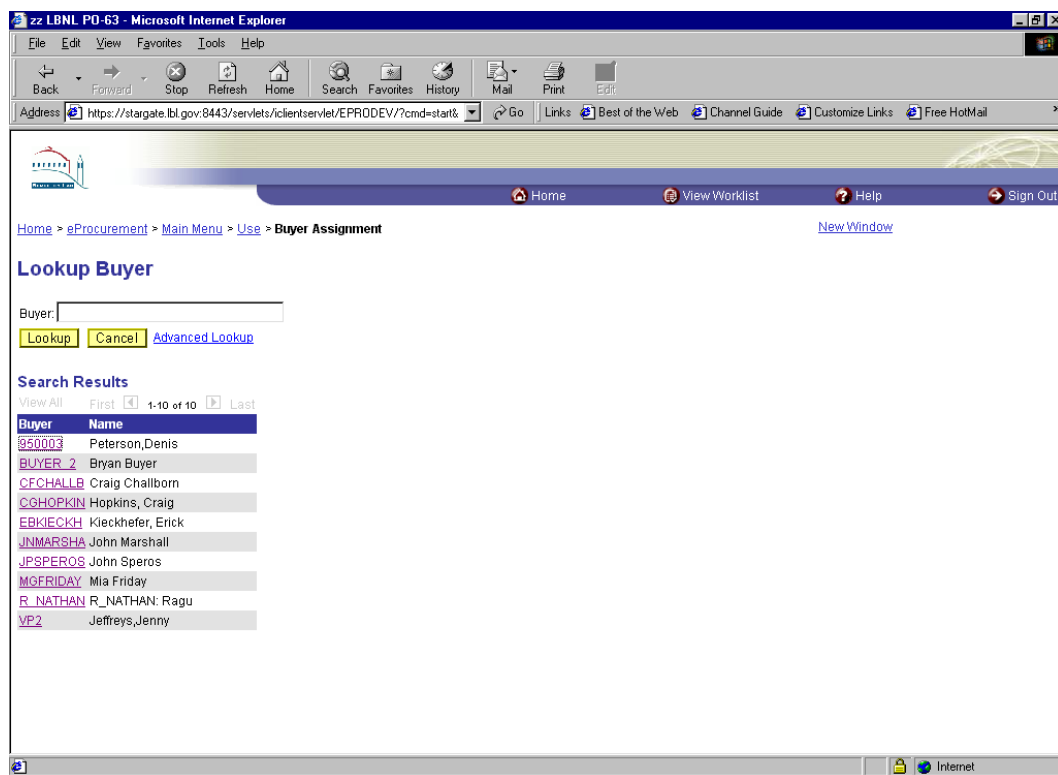 zz LBNL PO-63 - Microsoft Internet Explorer
File Edit View Favorites Tools Help
Back Forward Stop Refresh Home Search Favorites History Mail Print Edit
Address https://stargate.lbl.gov:8443/servlets/iclientservlet/EPRODEV/?cmd=start& Go Links Best of the Web Channel Guide Customize Links Free HotMail »
Home View Worklist Help Sign Out
Home > eProcurement > Main Menu > Use > Buyer Assignment New Window
Lookup Buyer
Buyer:
Lookup Cancel Advanced Lookup
Search Results
View All First 1-10 of 10 Last
Buyer Name
950003 Peterson,Denis
BUYER_2 Bryan Buyer
CFCHALLB Craig Challborn
CGHOPKIN Hopkins, Craig
EBKIECKH Kieckhefer, Erick
JNMARSHA John Marshall
JPSPEROS John Speros
MGFRIDAY Mia Friday
R_NATHAN R_NATHAN: Ragu
VP2 Jeffreys,Jenny
Internet